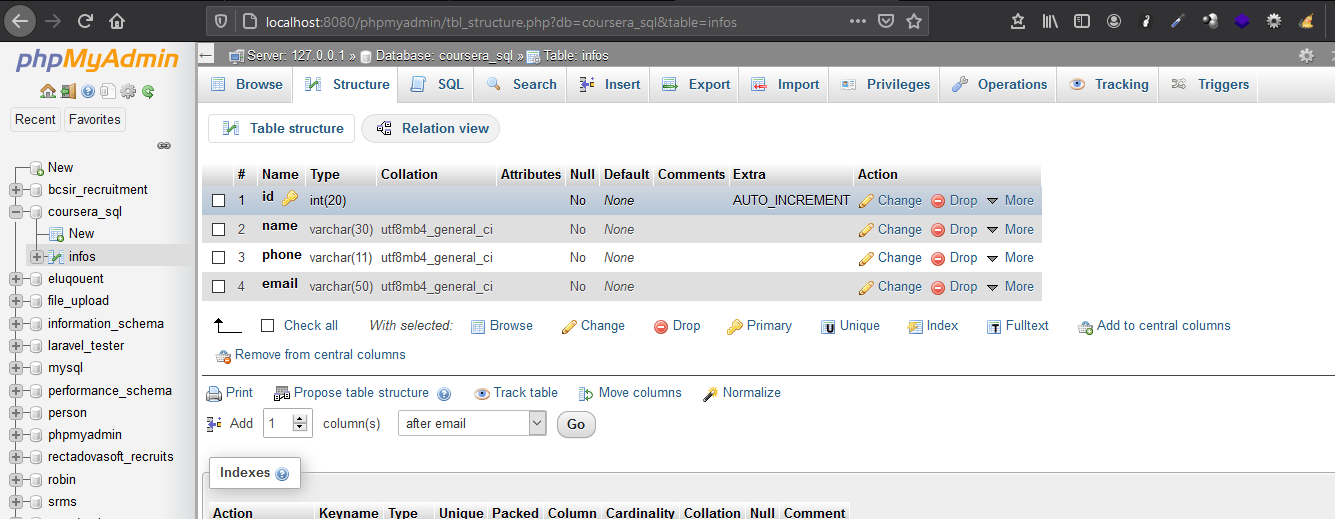 localhost:8080/phpmyadmin/tbl_structure.php?db=coursera_sql&table=infos
phpMyAdmin
Recent Favorites
New
bcsir_recruitment
coursera_sql
New
infos
eluqouent
file_upload
information_schema
laravel_tester
mysql
performance_schema
person
phpmyadmin
rectadovasoft_recruits
robin
srms
Server: 127.0.0.1 » Database: coursera_sql » Table: infos
Browse Structure SQL Search Insert Export Import Privileges Operations Tracking Triggers
Table structure Relation view
# Name Type Collation Attributes Null Default Comments Extra Action
1 id int(20) No None AUTO_INCREMENT Change Drop More
2 name varchar(30) utf8mb4_general_ci No None Change Drop More
3 phone varchar(11) utf8mb4_general_ci No None Change Drop More
4 email varchar(50) utf8mb4_general_ci No None Change Drop More
Check all With selected: Browse Change Drop Primary Unique Index Fulltext Add to central columns
Remove from central columns
Print Propose table structure Track table Move columns Normalize
Add 1 column(s) after email Go
Indexes
Action Keyname Type Unique Packed Column Cardinality Collation Null Comment